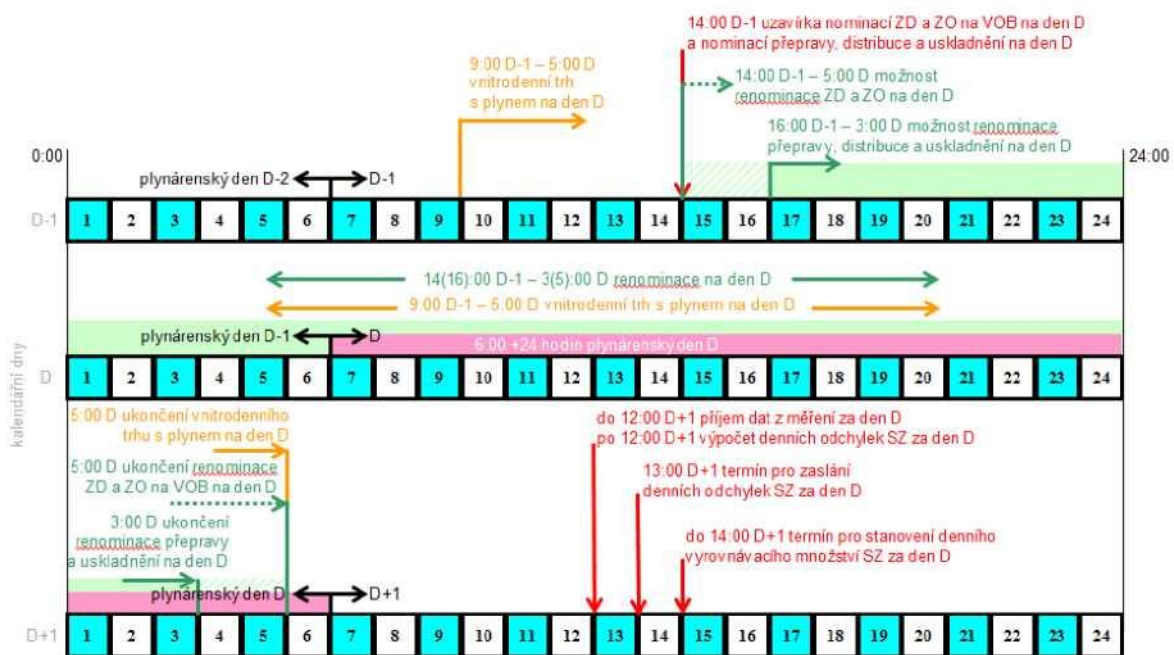 14:00 D-1 uzavírka nominací ZD a ZO na VOB na den D
a nominací přepravy, distribuce a uskladnění na den D
9:00 D-1 – 5:00 D
vnitrodenní trh
s plynem na den D
14:00 D-1 – 5:00 D možnost
renominace ZD a ZO na den D
16:00 D-1 – 3:00 D možnost renominace
přepravy, distribuce a uskladnění na den D
0:00
24:00
plynárenský den D-2 D-1
D-1
1 2 3 4 5 6 7 8 9 10 11 12 13 14 15 16 17 18 19 20 21 22 23 24
14(16):00 D-1 – 3(5):00 D renominace na den D
9:00 D-1 – 5:00 D vnitrodenní trh s plynem na den D
plynárenský den D-1 D
6:00 +24 hodin plynárenský den D
kalendářní dny
D
1 2 3 4 5 6 7 8 9 10 11 12 13 14 15 16 17 18 19 20 21 22 23 24
5:00 D ukončení vnitrodenního
trhu s plynem na den D
5:00 D ukončení renominace
ZD a ZO na VOB na den D
3:00 D ukončení
renominace přepravy
a uskladnění na den D
do 12:00 D+1 příjem dat z měření za den D
po 12:00 D+1 výpočet denních odchylek SZ za den D
13:00 D+1 termín pro zaslání
denních odchylek SZ za den D
do 14:00 D+1 termín pro stanovení denního
vyrovnávacího množství SZ za den D
plynárenský den D D+1
D+1
1 2 3 4 5 6 7 8 9 10 11 12 13 14 15 16 17 18 19 20 21 22 23 24